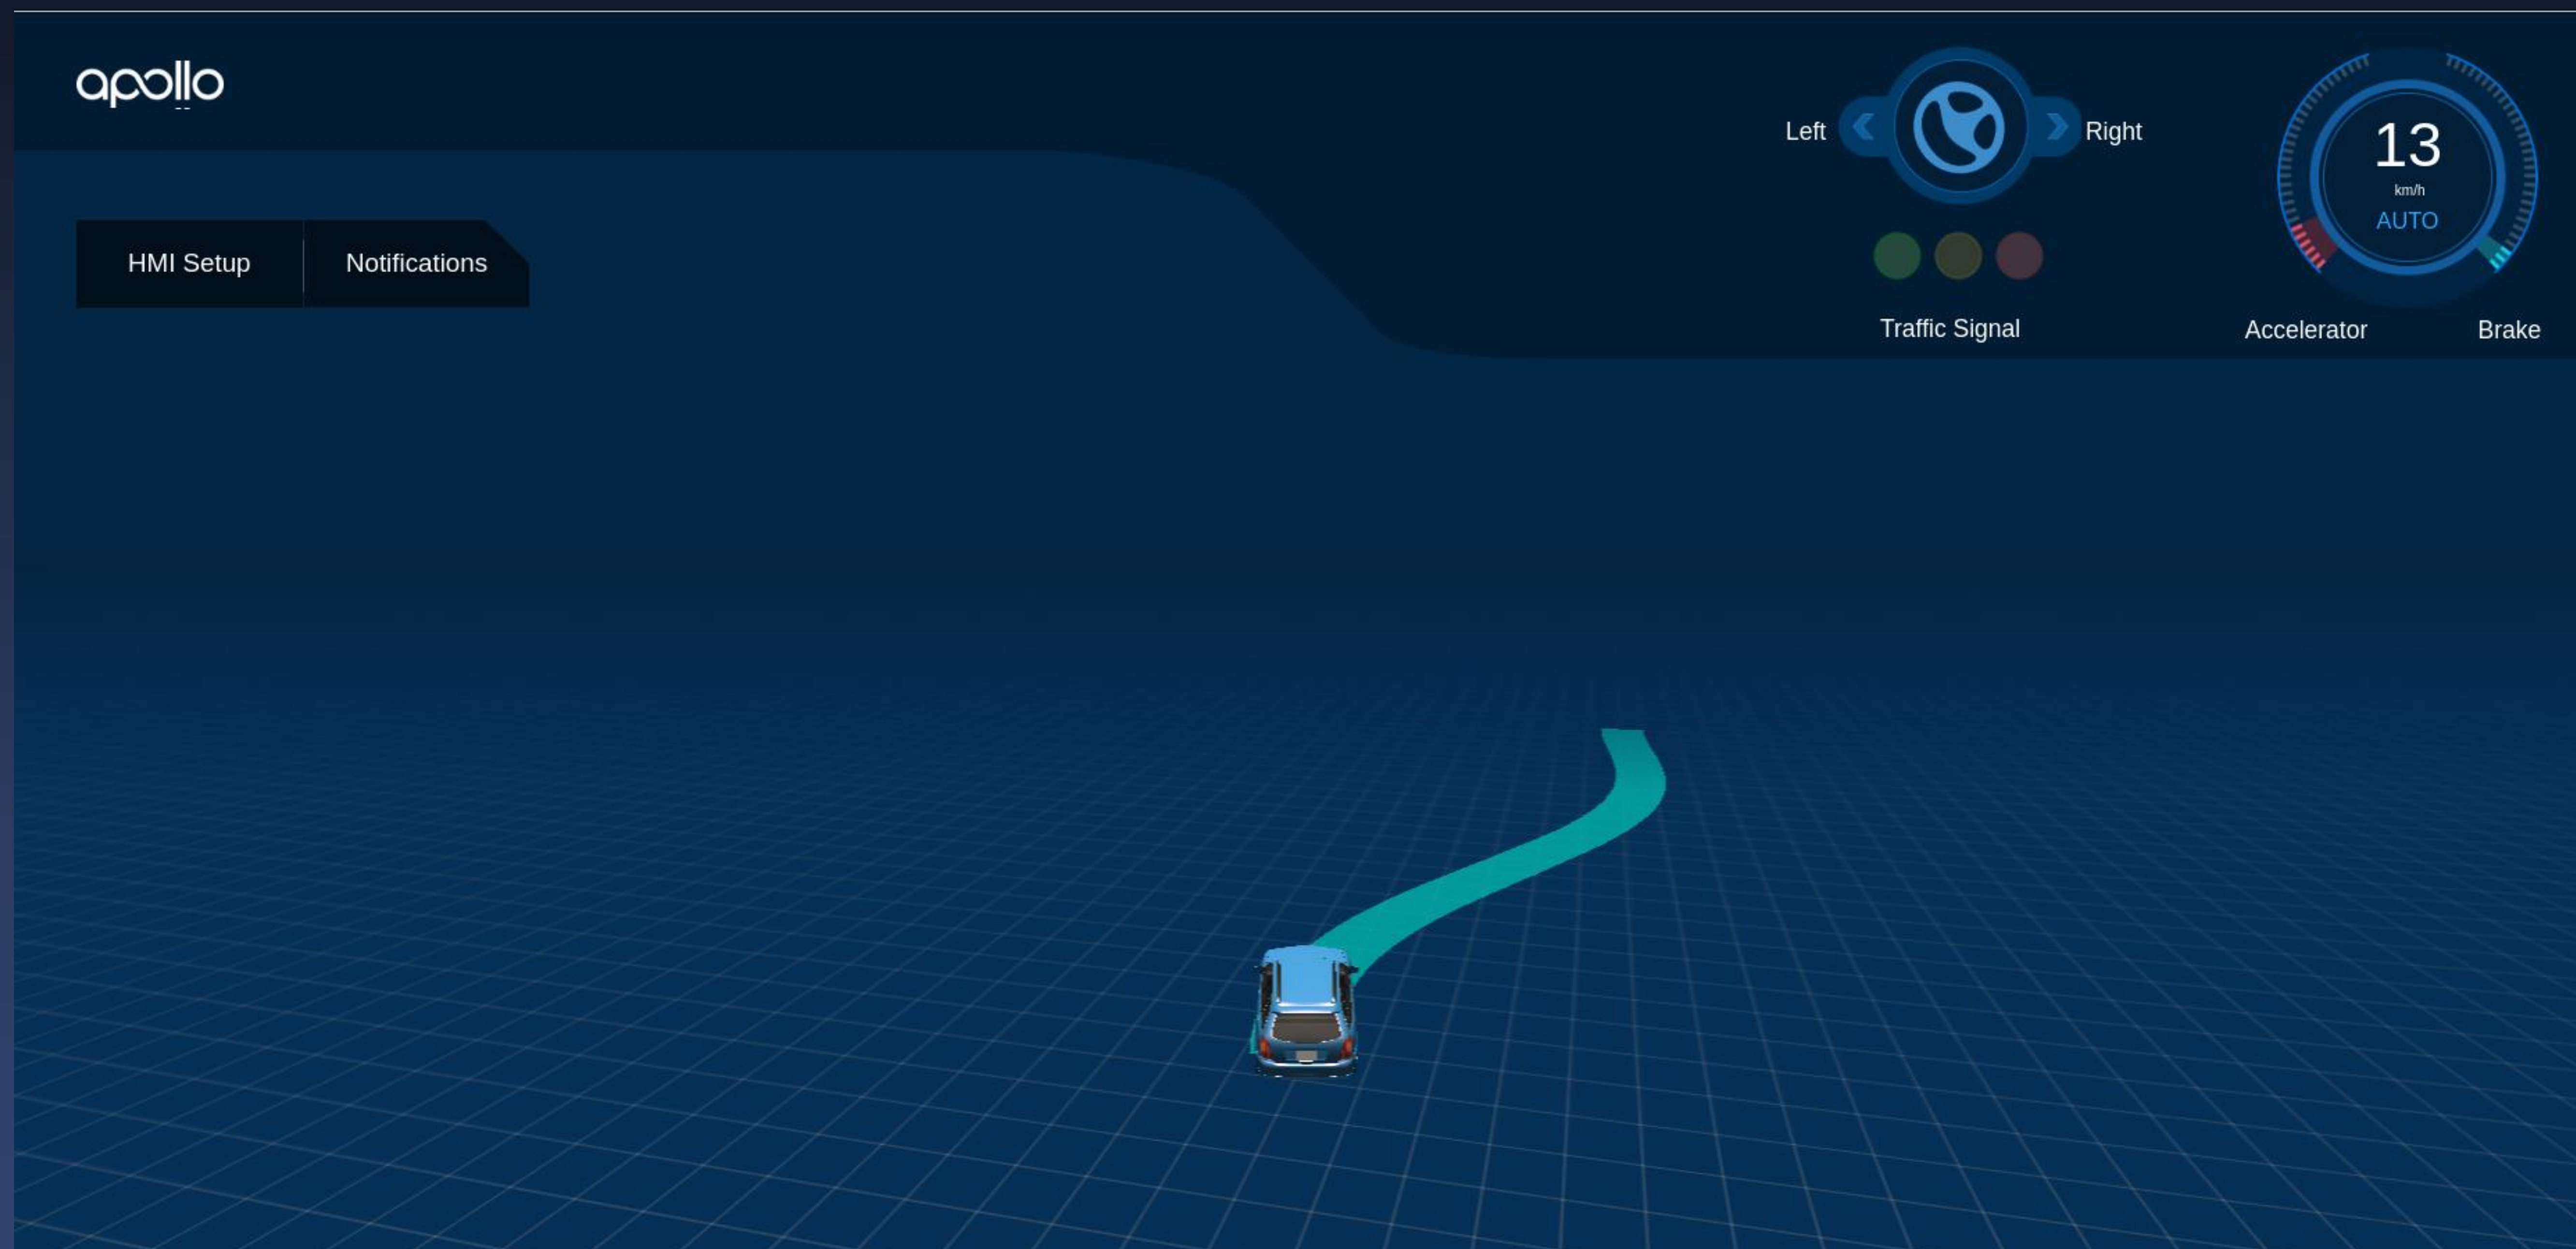 apollo
Left
Right
13
km/h
AUTO
HMI Setup
Notifications
Traffic Signal
Accelerator
Brake